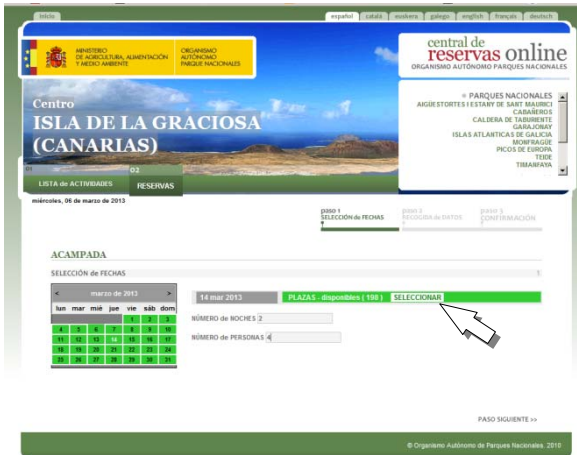 Inicio
español català euskera galego english français deutsch
MINISTERIO
DE AGRICULTURA, ALIMENTACIÓN
Y MEDIO AMBIENTE
ORGANISMO
AUTÓNOMO
PARQUES NACIONALES
central de
reservas online
ORGANISMO AUTÓNOMO PARQUES NACIONALES
Centro
ISLA DE LA GRACIOSA
(CANARIAS)
PARQUES NACIONALES
AIGÜESTORTES I ESTANY DE SANT MAURICI
CABAÑEROS
CALDERA DE TABURIENTE
GARAJONAY
ISLAS ATLANTICAS DE GALICIA
MONFRAGÜE
PICOS DE EUROPA
TEIDE
TIMANFAYA
01 02
LISTA de ACTIVIDADES RESERVAS
miércoles, 06 de marzo de 2013
paso 1 paso 2 paso 3
SELECCIÓN de FECHAS RECOGIDA de DATOS CONFIRMACIÓN
ACAMPADA
SELECCIÓN de FECHAS 1
< marzo de 2013 >
lun mar mié jue vie sáb dom
1 2 3
4 5 6 7 8 9 10
11 12 13 14 15 16 17
18 19 20 21 22 23 24
25 26 27 28 29 30 31
14 mar 2013 PLAZAS - disponibles ( 198 ) SELECCIONAR
NÚMERO de NOCHES 2
NÚMERO de PERSONAS 4
PASO SIGUIENTE >>
© Organismo Autónomo de Parques Nacionales, 2010